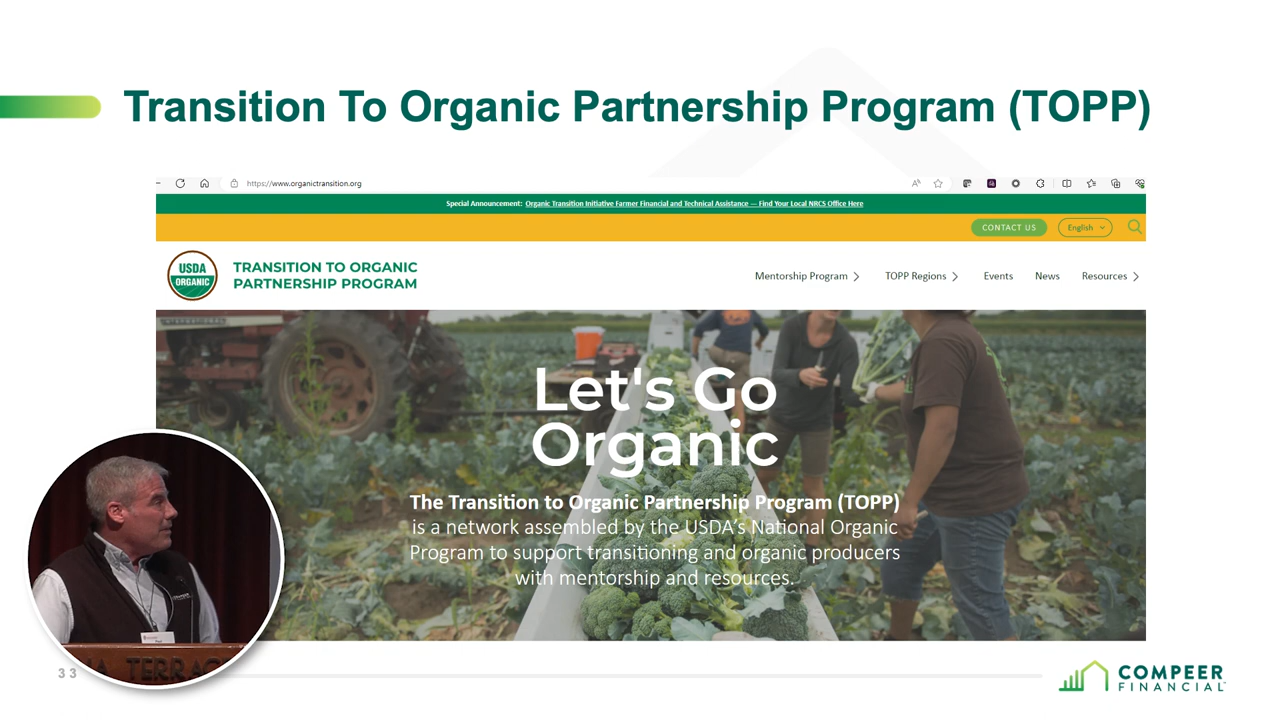 Transition To Organic Partnership Program (TOPP)
https://www.organictransition.org
Special Announcement: Organic Transition Initiative Farmer Financial and Technical Assistance — Find Your Local NRCS Office Here
CONTACT US
English
USDA
ORGANIC
TRANSITION TO ORGANIC
PARTNERSHIP PROGRAM
Mentorship Program
TOPP Regions
Events
News
Resources
Let's Go
Organic
The Transition to Organic Partnership Program (TOPP)
is a network assembled by the USDA's National Organic
Program to support transitioning and organic producers
with mentorship and resources.
TERRAC
33
COMPEER
FINANCIAL